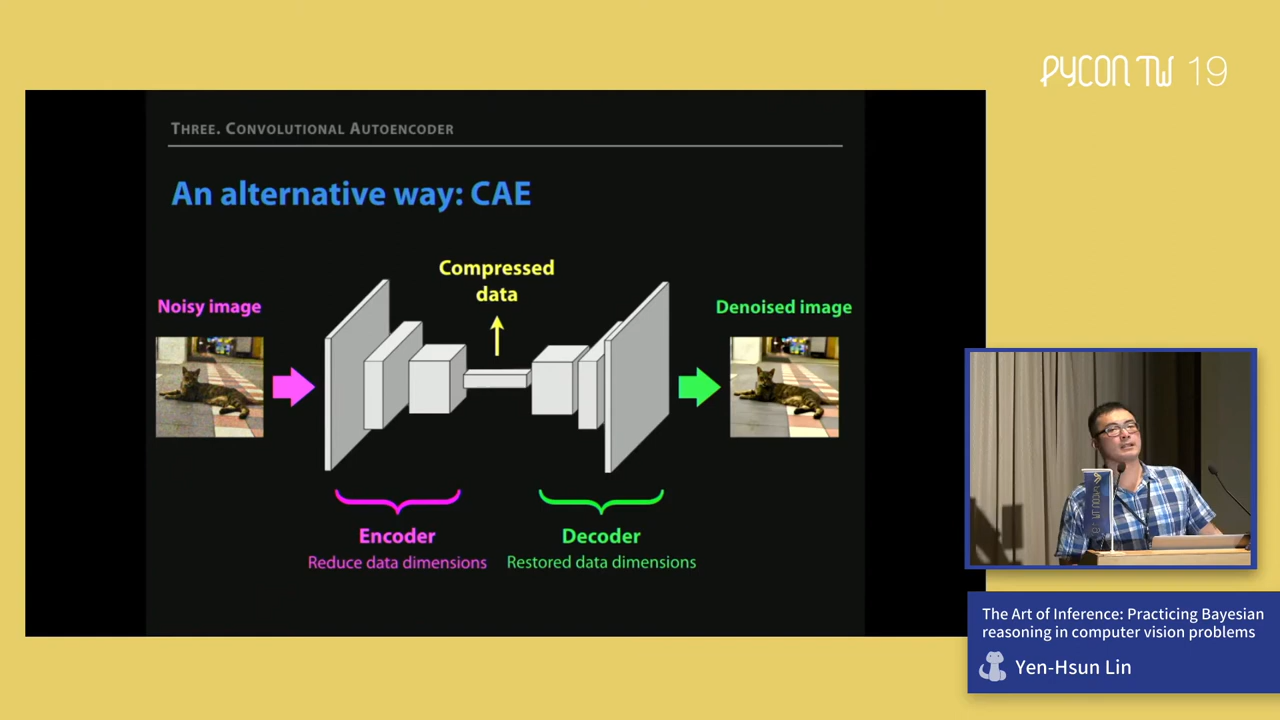 PYCON TW 19
THREE. CONVOLUTIONAL AUTOENCODER
An alternative way: CAE
Compressed
data
Noisy image
Denoised image
Encoder
Reduce data dimensions
Decoder
Restored data dimensions
The Art of Inference: Practicing Bayesian
reasoning in computer vision problems
Yen-Hsun Lin